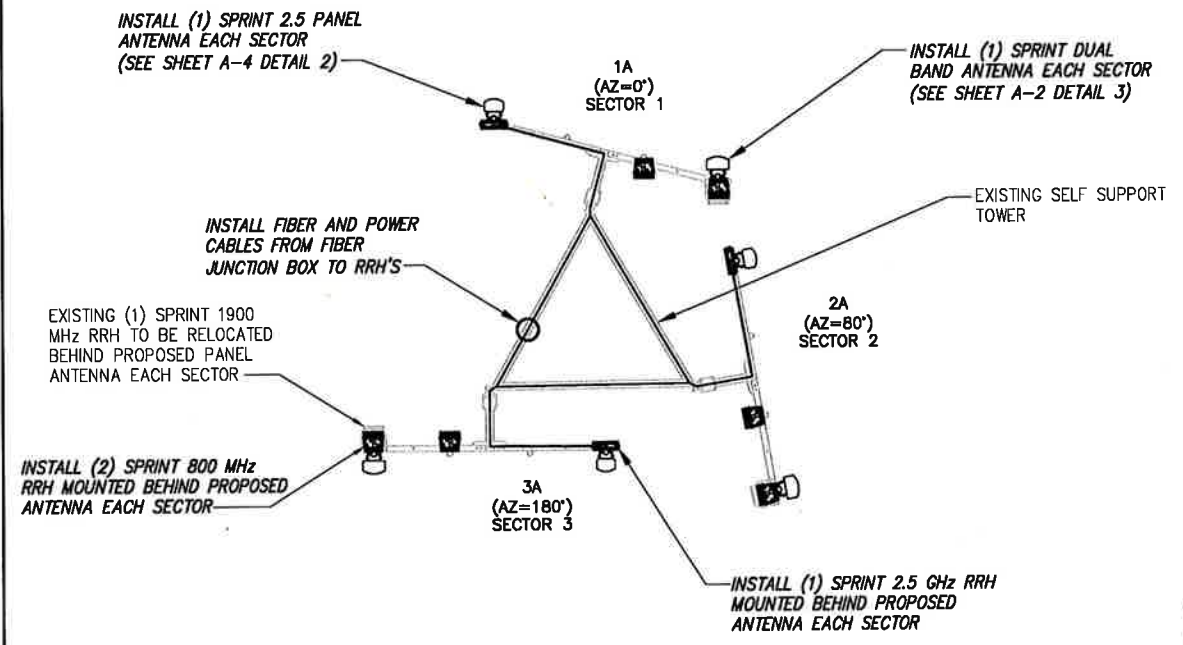 INSTALL (1) SPRINT 2.5 PANEL
ANTENNA EACH SECTOR
(SEE SHEET A-4 DETAIL 2)
1A
(AZ=0°)
SECTOR 1
INSTALL (1) SPRINT DUAL
BAND ANTENNA EACH SECTOR
(SEE SHEET A-2 DETAIL 3)
EXISTING SELF SUPPORT
TOWER
INSTALL FIBER AND POWER
CABLES FROM FIBER
JUNCTION BOX TO RRH'S
2A
(AZ=80°)
SECTOR 2
EXISTING (1) SPRINT 1900
MHz RRH TO BE RELOCATED
BEHIND PROPOSED PANEL
ANTENNA EACH SECTOR
INSTALL (2) SPRINT 800 MHz
RRH MOUNTED BEHIND PROPOSED
ANTENNA EACH SECTOR
3A
(AZ=180°)
SECTOR 3
INSTALL (1) SPRINT 2.5 GHz RRH
MOUNTED BEHIND PROPOSED
ANTENNA EACH SECTOR